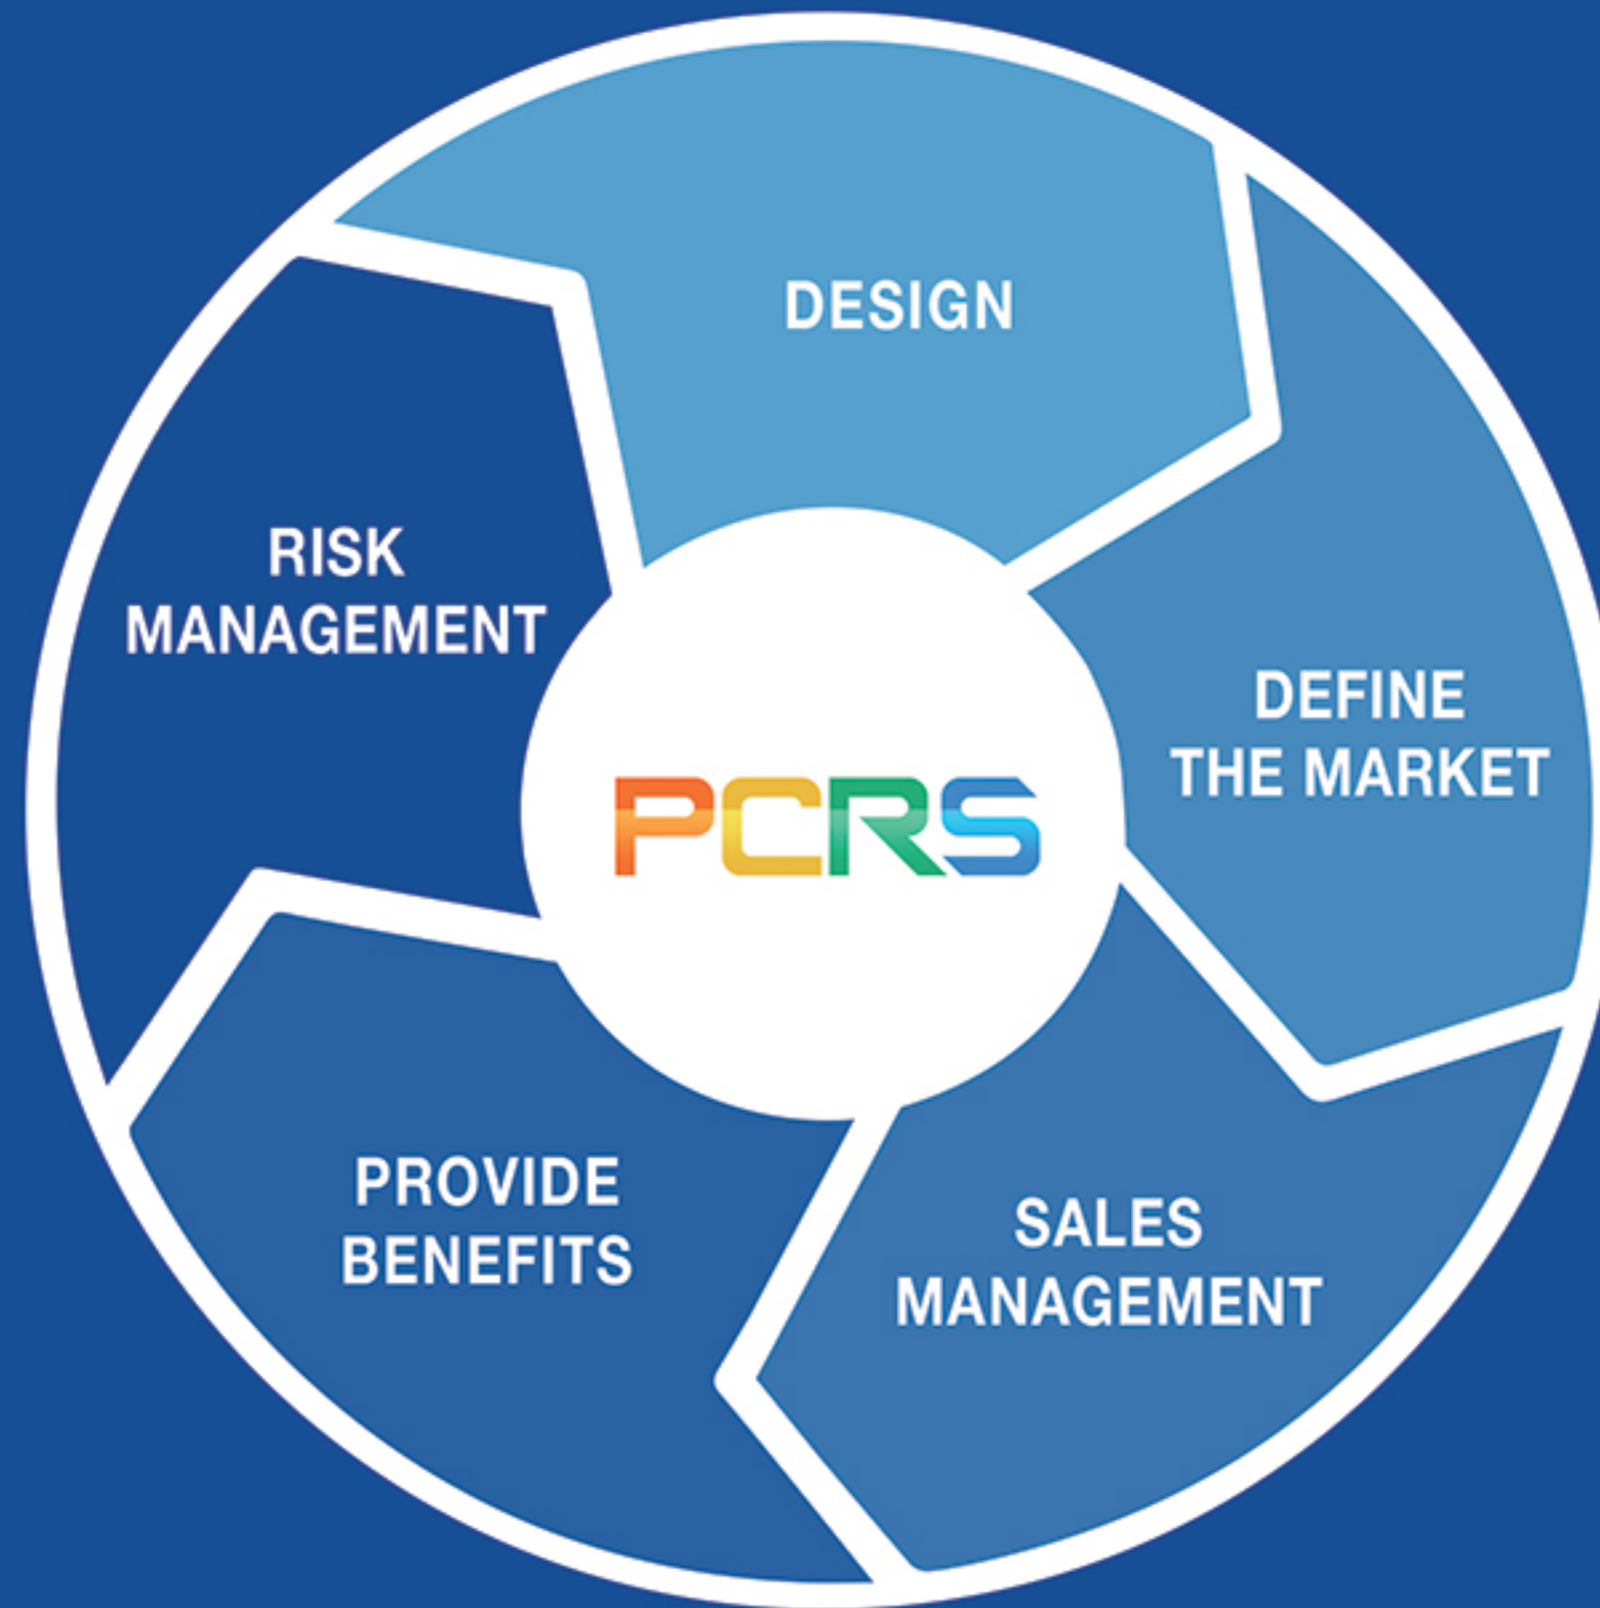 DESIGN
DEFINE
THE MARKET
SALES
MANAGEMENT
PROVIDE
BENEFITS
RISK
MANAGEMENT
PCRS